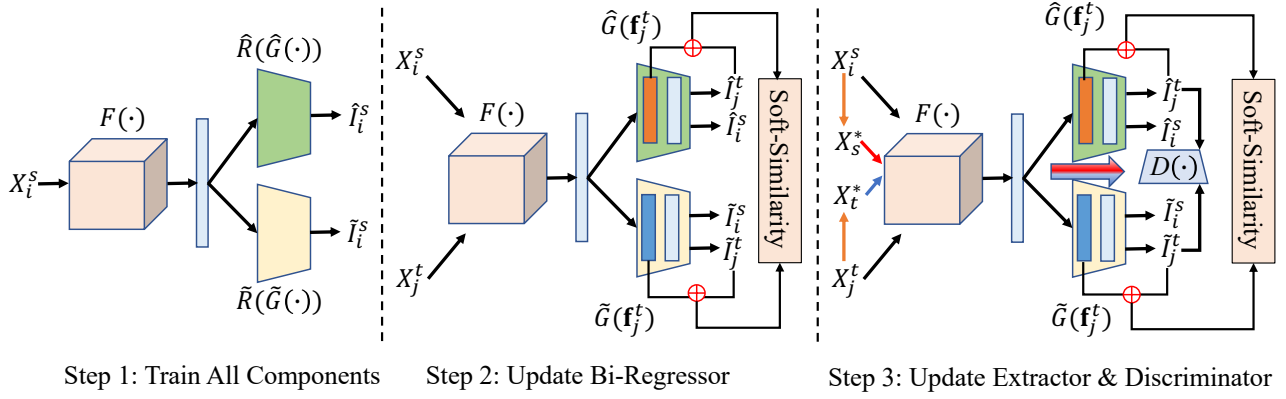 R̂(Ĝ(·))
F(·)
X_i^s
Î_i^s
Ĩ_i^s
R̃(G̃(·))
Step 1: Train All Components
Ĝ(f_j^t)
X_i^s
F(·)
Î_j^t
Î_i^s
Ĩ_i^s
Ĩ_j^t
X_j^t
G̃(f_j^t)
Soft-Similarity
Step 2: Update Bi-Regressor
Ĝ(f_j^t)
X_i^s
F(·)
X_s^*
X_t^*
X_j^t
Î_j^t
Î_i^s
D(·)
Ĩ_i^s
Ĩ_j^t
G̃(f_j^t)
Soft-Similarity
Step 3: Update Extractor & Discriminator